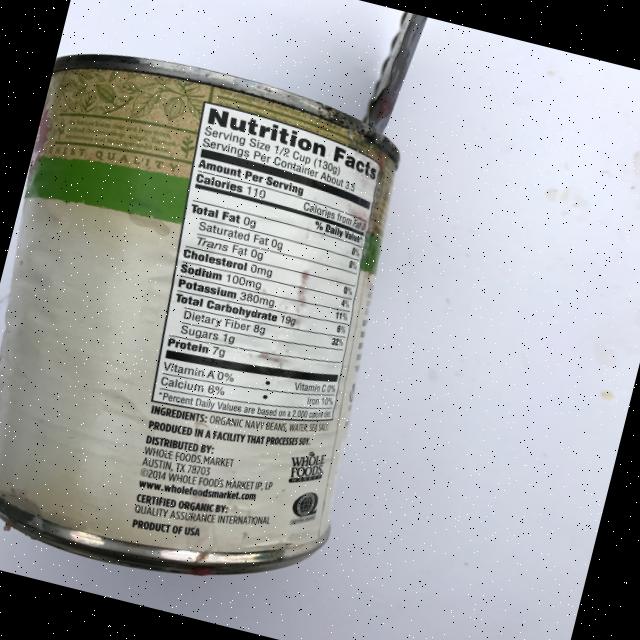 Nutrition Facts
Serving Size 1/2 Cup (130g)
Servings Per Container About 3.5
Amount Per Serving
Calories 110 Calories from
% Daily Value*
Total Fat 0g 0%
Saturated Fat 0g 0%
Trans Fat 0g
Cholesterol 0mg 0%
Sodium 100mg 4%
Potassium 380mg 11%
Total Carbohydrate 19g 6%
Dietary Fiber 8g 32%
Sugars 1g
Protein 7g
Vitamin A 0% • Vitamin C 0%
Calcium 6% • Iron 10%
*Percent Daily Values are based on a 2,000 calorie diet.
INGREDIENTS: ORGANIC NAVY BEANS, WATER, SEA SALT.
PRODUCED IN A FACILITY THAT PROCESSES SOY.
DISTRIBUTED BY:
WHOLE FOODS MARKET
AUSTIN, TX 78703
©2014 WHOLE FOODS MARKET IP, LP
www.wholefoodsmarket.com
CERTIFIED ORGANIC BY:
QUALITY ASSURANCE INTERNATIONAL
PRODUCT OF USA
WHOLE
FOODS
QUALITY